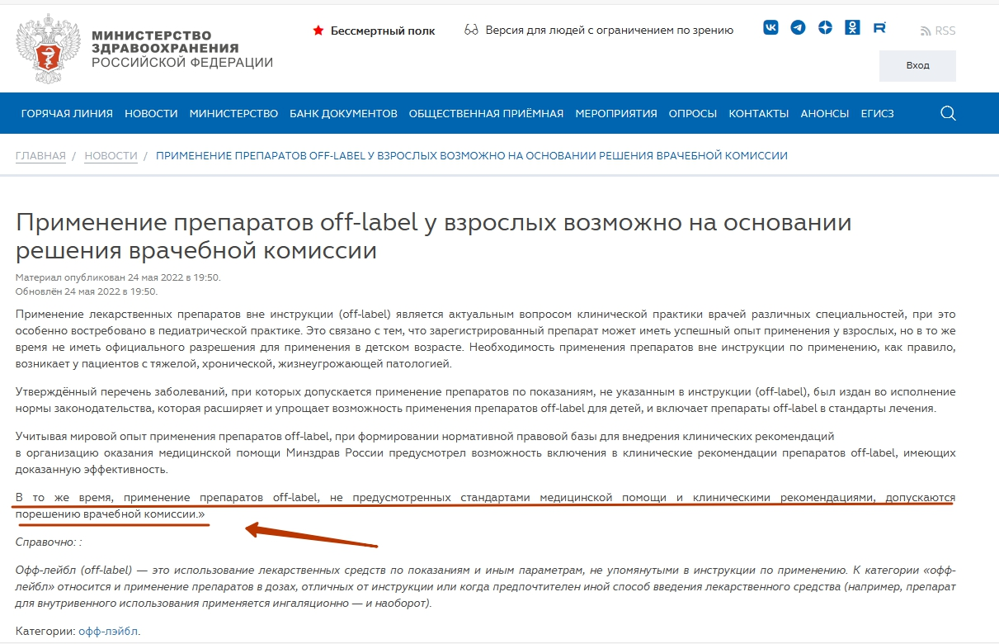 МИНИСТЕРСТВО
ЗДРАВООХРАНЕНИЯ
РОССИЙСКОЙ ФЕДЕРАЦИИ
Бессмертный полк
Версия для людей с ограничением по зрению
RSS
Вход
ГОРЯЧАЯ ЛИНИЯ НОВОСТИ МИНИСТЕРСТВО БАНК ДОКУМЕНТОВ ОБЩЕСТВЕННАЯ ПРИЁМНАЯ МЕРОПРИЯТИЯ ОПРОСЫ КОНТАКТЫ АНОНСЫ ЕГИСЗ
ГЛАВНАЯ / НОВОСТИ / ПРИМЕНЕНИЕ ПРЕПАРАТОВ OFF-LABEL У ВЗРОСЛЫХ ВОЗМОЖНО НА ОСНОВАНИИ РЕШЕНИЯ ВРАЧЕБНОЙ КОМИССИИ
Применение препаратов off-label у взрослых возможно на основании
решения врачебной комиссии
Материал опубликован 24 мая 2022 в 19:50.
Обновлён 24 мая 2022 в 19:50.
Применение лекарственных препаратов вне инструкции (off-label) является актуальным вопросом клинической практики врачей различных специальностей, при это
особенно востребовано в педиатрической практике. Это связано с тем, что зарегистрированный препарат может иметь успешный опыт применения у взрослых, но в то же
время не иметь официального разрешения для применения в детском возрасте. Необходимость применения препаратов вне инструкции по применению, как правило,
возникает у пациентов с тяжелой, хронической, жизнеугрожающей патологией.
Утверждённый перечень заболеваний, при которых допускается применение препаратов по показаниям, не указанным в инструкции (off-label), был издан во исполнение
нормы законодательства, которая расширяет и упрощает возможность применения препаратов off-label для детей, и включает препараты off-label в стандарты лечения.
Учитывая мировой опыт применения препаратов off-label, при формировании нормативной правовой базы для внедрения клинических рекомендаций
в организацию оказания медицинской помощи Минздрав России предусмотрел возможность включения в клинические рекомендации препаратов off-label, имеющих
доказанную эффективность.
В то же время, применение препаратов off-label, не предусмотренных стандартами медицинской помощи и клиническими рекомендациями, допускаются
порешению врачебной комиссии.»
Справочно: :
Офф-лейбл (off-label) — это использование лекарственных средств по показаниям и иным параметрам, не упомянутыми в инструкции по применению. К категории «офф-
лейбл» относится и применение препаратов в дозах, отличных от инструкции или когда предпочтителен иной способ введения лекарственного средства (например, препарат
для внутривенного использования применяется ингаляционно — и наоборот).
Категории: офф-лэйбл.